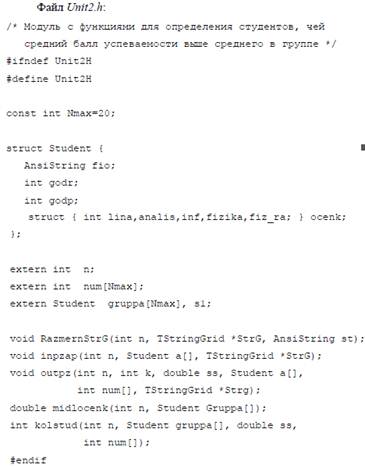 Файл Unit2.h:
/* Модуль с функциями для определения студентов, чей
средний балл успеваемости выше среднего в группе */
#ifndef Unit2H
#define Unit2H
const int Nmax=20;
struct Student {
AnsiString fio;
int godr;
int godp;
struct { int lina,analis,inf,fizika,fiz_ra; } ocenk;
};
extern int n;
extern int num[Nmax];
extern Student gruppa[Nmax], s1;
void RazmernStrG(int n, TStringGrid *StrG, AnsiString st);
void inpzap(int n, Student a[], TStringGrid *StrG);
void outpz(int n, int k, double ss, Student a[],
int num[], TStringGrid *Strg);
double midlocenk(int n, Student Gruppa[]);
int kolstud(int n, Student gruppa[], double ss,
int num[]);
#endif